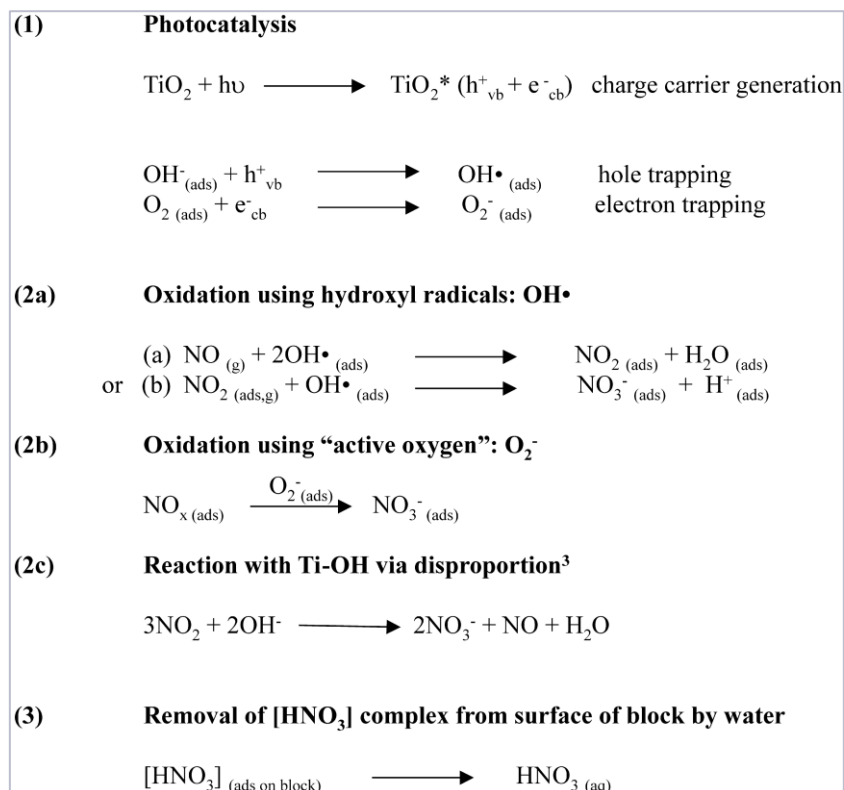 (1) Photocatalysis
TiO₂ + hυ ⟶ TiO₂* (h⁺vb + e⁻cb) charge carrier generation
OH⁻(ads) + h⁺vb ⟶ OH• (ads) hole trapping
O₂ (ads) + e⁻cb ⟶ O₂⁻ (ads) electron trapping
(2a) Oxidation using hydroxyl radicals: OH•
(a) NO (g) + 2OH• (ads) ⟶ NO₂ (ads) + H₂O (ads)
or (b) NO₂ (ads,g) + OH• (ads) ⟶ NO₃⁻ (ads) + H⁺ (ads)
(2b) Oxidation using “active oxygen”: O₂⁻
O₂⁻(ads)
NOx (ads) ⟶ NO₃⁻ (ads)
(2c) Reaction with Ti-OH via disproportion³
3NO₂ + 2OH⁻ ⟶ 2NO₃⁻ + NO + H₂O
(3) Removal of [HNO₃] complex from surface of block by water
[HNO₃] (ads on block) ⟶ HNO₃ (aq)